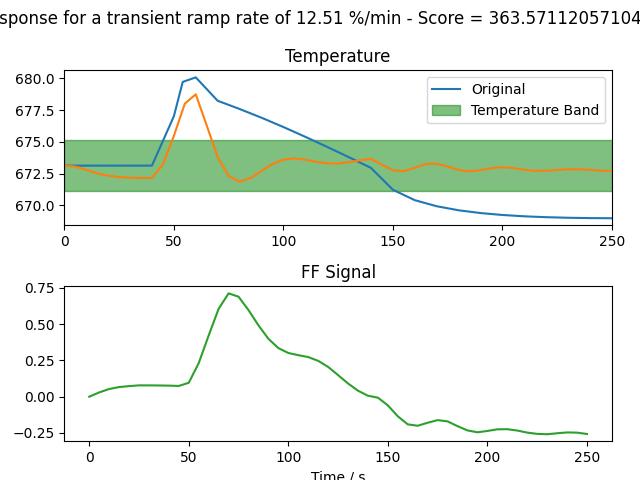 sponse for a transient ramp rate of 12.51 %/min - Score = 363.57112057104
Temperature
680.0
677.5
675.0
672.5
670.0
Original
Temperature Band
0 50 100 150 200 250
FF Signal
0.75
0.50
0.25
0.00
−0.25
0 50 100 150 200 250
Time / s